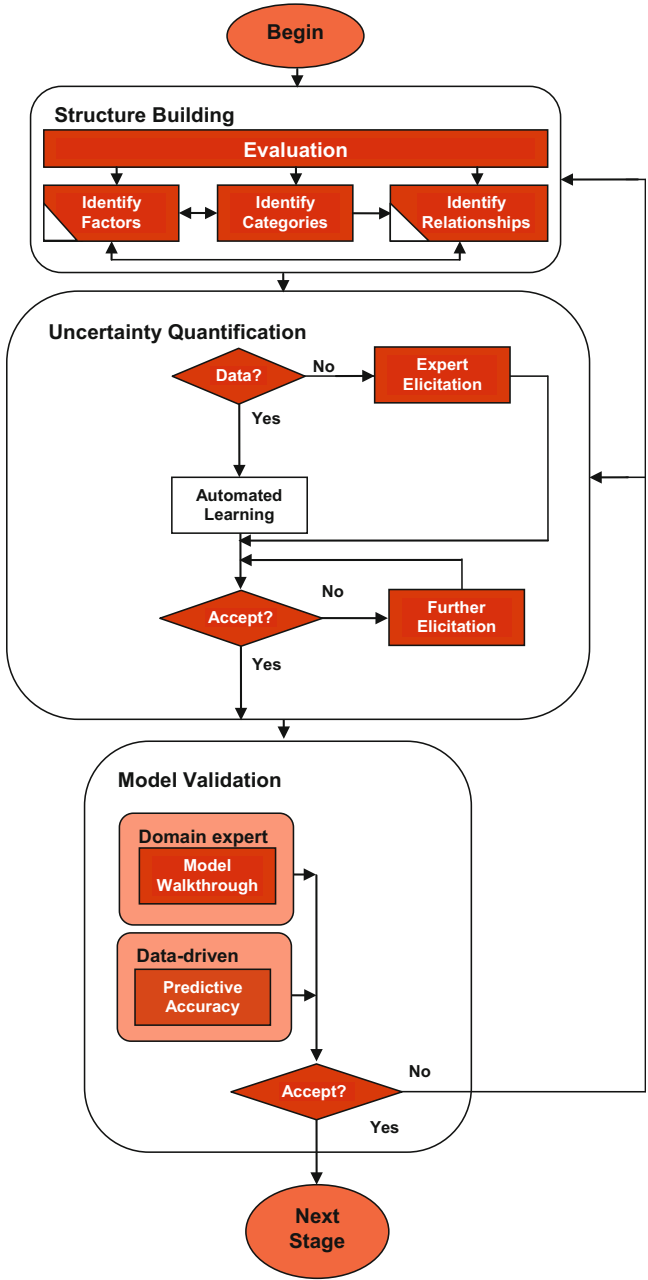 Begin
Structure Building
Evaluation
Identify
Factors
Identify
Categories
Identify
Relationships
Uncertainty Quantification
Data?
No
Expert
Elicitation
Yes
Automated
Learning
Accept?
No
Further
Elicitation
Yes
Model Validation
Domain expert
Model
Walkthrough
Data-driven
Predictive
Accuracy
Accept?
No
Yes
Next
Stage